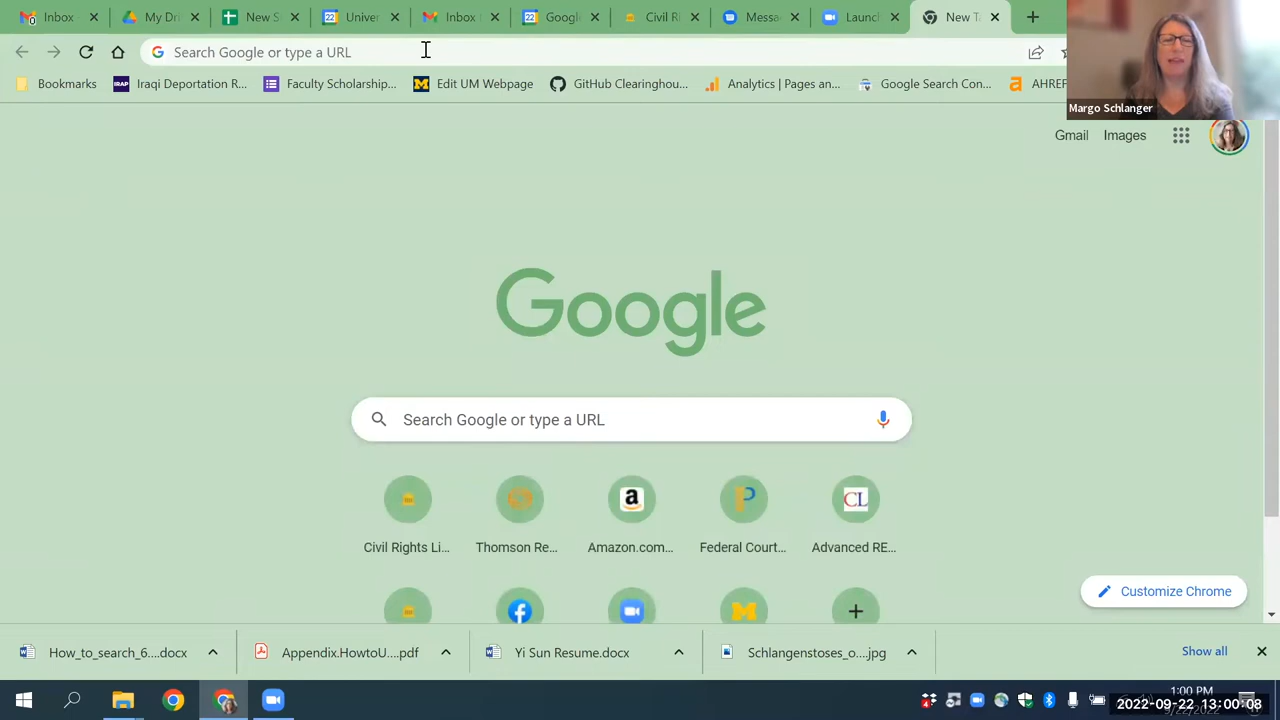 Inbox
My Dri
New S
Univer
Inbox
Googl
Civil Ri
Messa
Launc
New Ta
Search Google or type a URL
Bookmarks
Iraqi Deportation R...
Faculty Scholarship...
Edit UM Webpage
GitHub Clearinghou...
Analytics | Pages an...
Google Search Con...
AHREF
Margo Schlanger
Gmail
Images
Google
Search Google or type a URL
Civil Rights Li...
Thomson Re...
Amazon.com...
Federal Court...
Advanced RE...
Customize Chrome
How_to_search_6....docx
Appendix.HowtoU....pdf
Yi Sun Resume.docx
Schlangenstoses_o....jpg
Show all
1:00 PM
2022-09-22 13:00:08